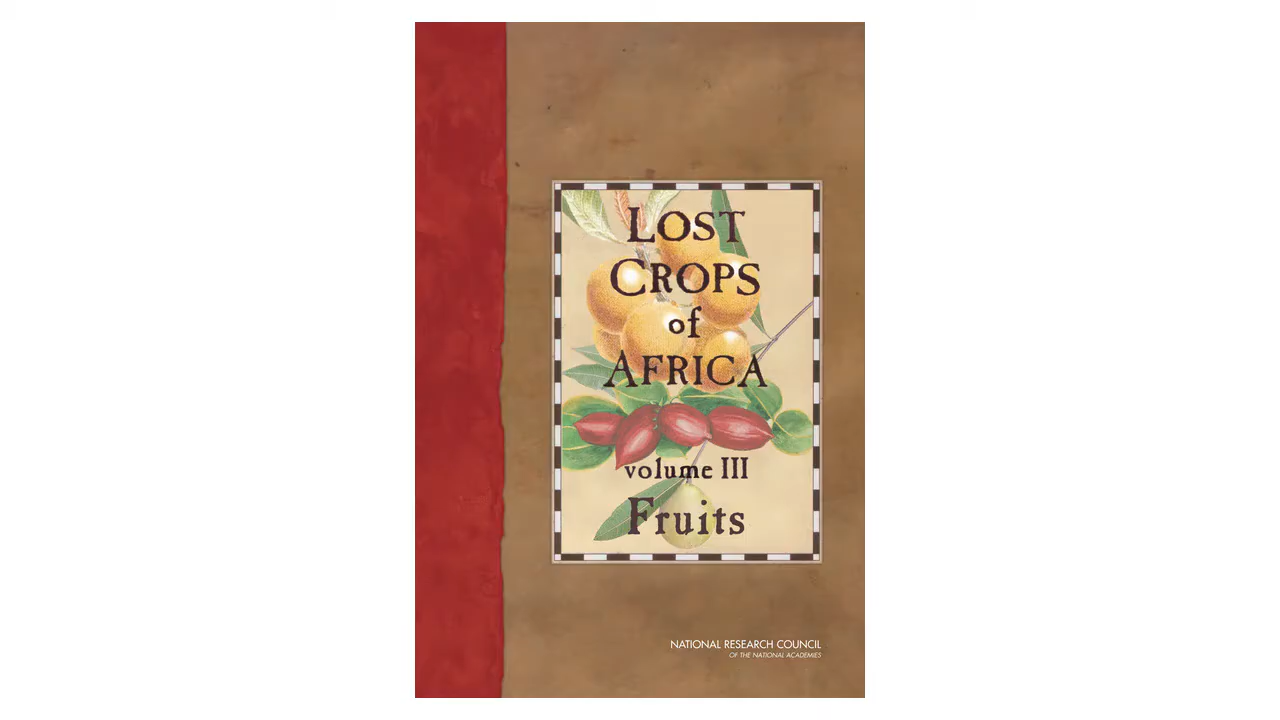 LOST
CROPS
of
AFRICA
volume III
Fruits
NATIONAL RESEARCH COUNCIL
OF THE NATIONAL ACADEMIES